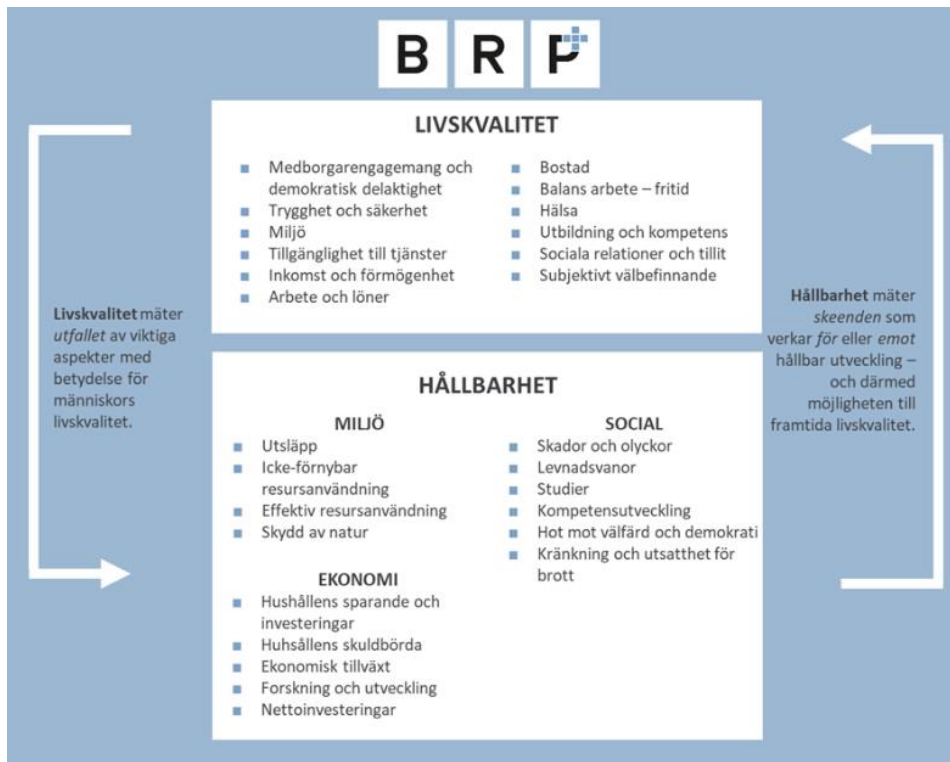 BRP+
LIVSKVALITET
Medborgarengagemang och
demokratisk delaktighet
Trygghet och säkerhet
Miljö
Tillgänglighet till tjänster
Inkomst och förmögenhet
Arbete och löner
Bostad
Balans arbete – fritid
Hälsa
Utbildning och kompetens
Sociala relationer och tillit
Subjektivt välbefinnande
Livskvalitet mäter
utfallet av viktiga
aspekter med
betydelse för
människors
livskvalitet.
Hållbarhet mäter
skeenden som
verkar för eller emot
hållbar utveckling –
och därmed
möjligheten till
framtida livskvalitet.
HÅLLBARHET
MILJÖ
Utsläpp
Icke-förnybar
resursanvändning
Effektiv resursanvändning
Skydd av natur
SOCIAL
Skador och olyckor
Levnadsvanor
Studier
Kompetensutveckling
Hot mot välfärd och demokrati
Kränkning och utsatthet för
brott
EKONOMI
Hushållens sparande och
investeringar
Huhsållens skuldbörda
Ekonomisk tillväxt
Forskning och utveckling
Nettoinvesteringar